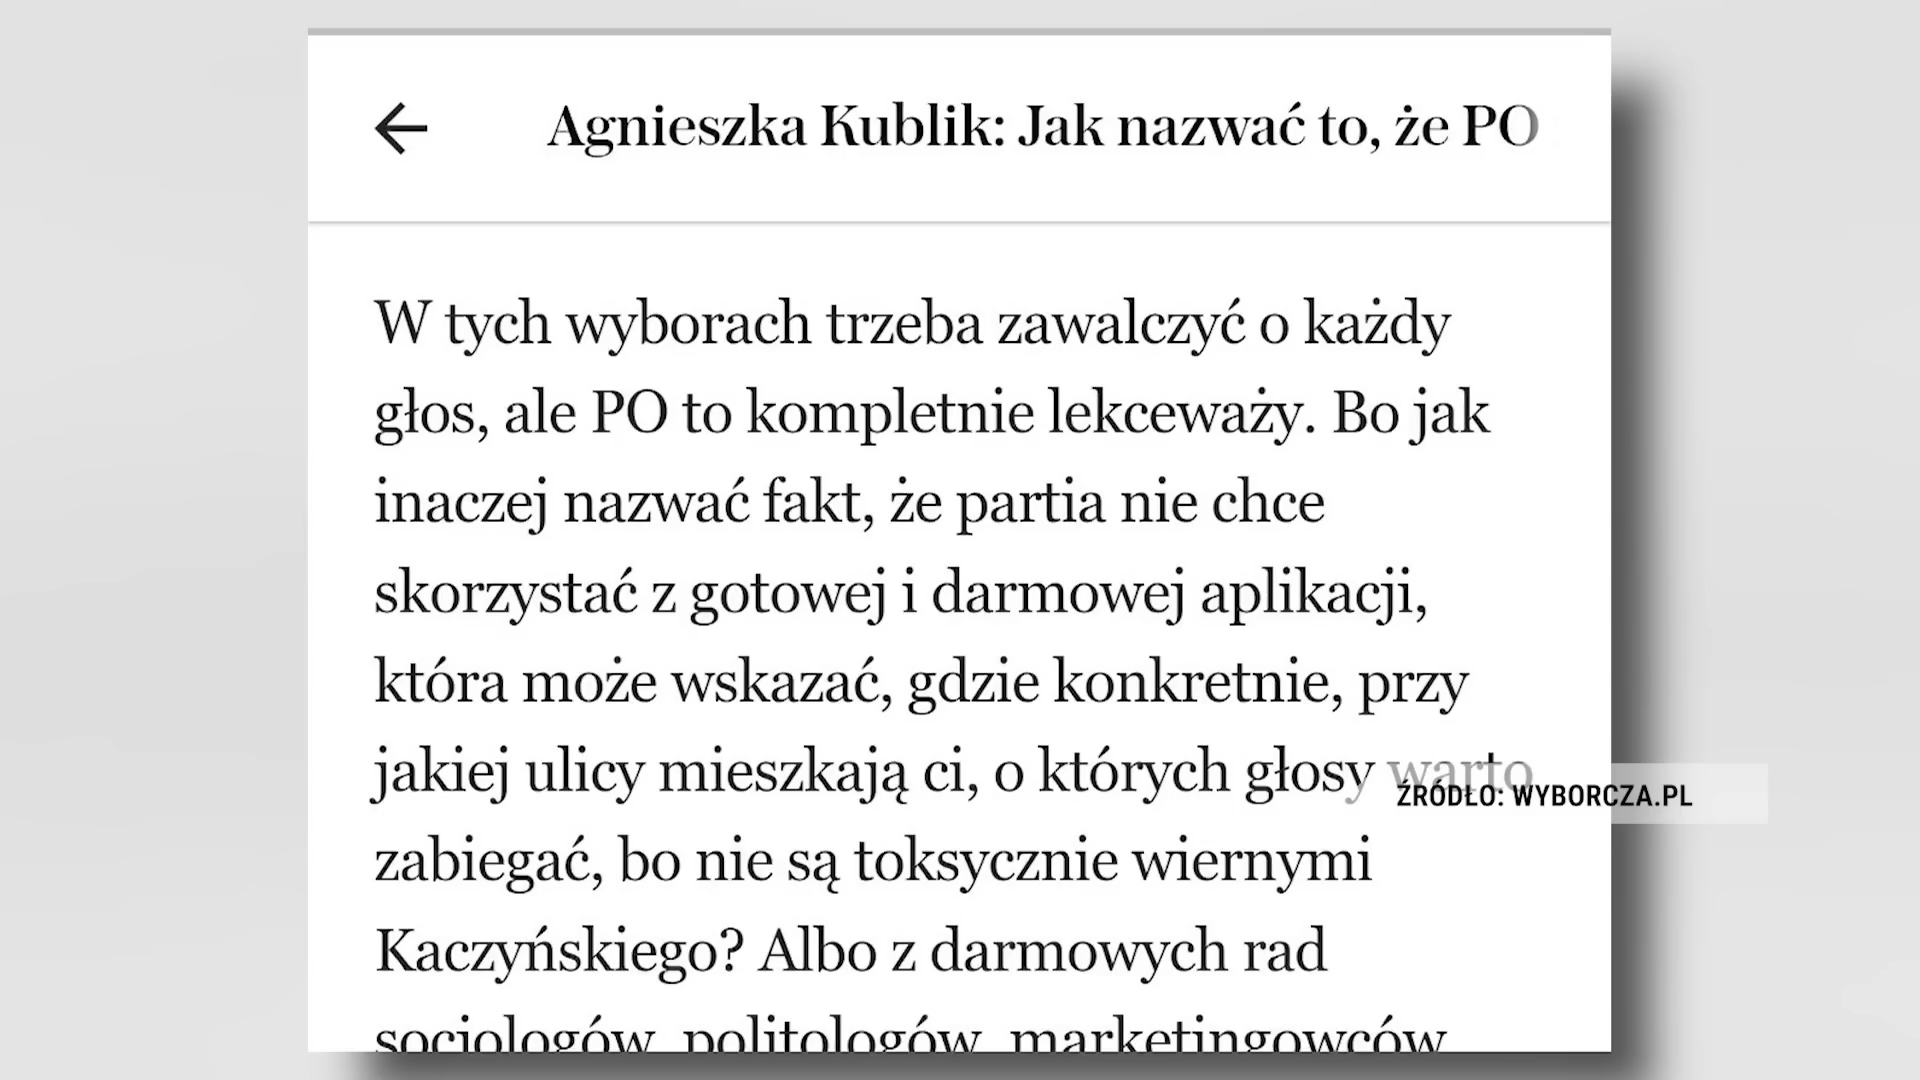 Agnieszka Kublik: Jak nazwać to, że PO
W tych wyborach trzeba zawalczyć o każdy
głos, ale PO to kompletnie lekceważy. Bo jak
inaczej nazwać fakt, że partia nie chce
skorzystać z gotowej i darmowej aplikacji,
która może wskazać, gdzie konkretnie, przy
jakiej ulicy mieszkają ci, o których głosy warto
ŹRÓDŁO: WYBORCZA.PL
zabiegać, bo nie są toksycznie wiernymi
Kaczyńskiego? Albo z darmowych rad
socjologów, politologów, marketingowców